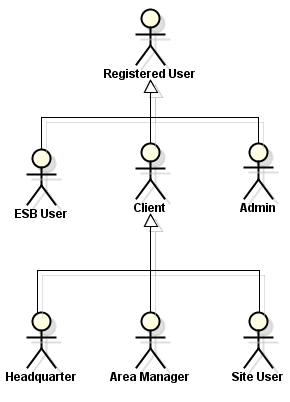 Registered User
ESB User
Client
Admin
Headquarter
Area Manager
Site User